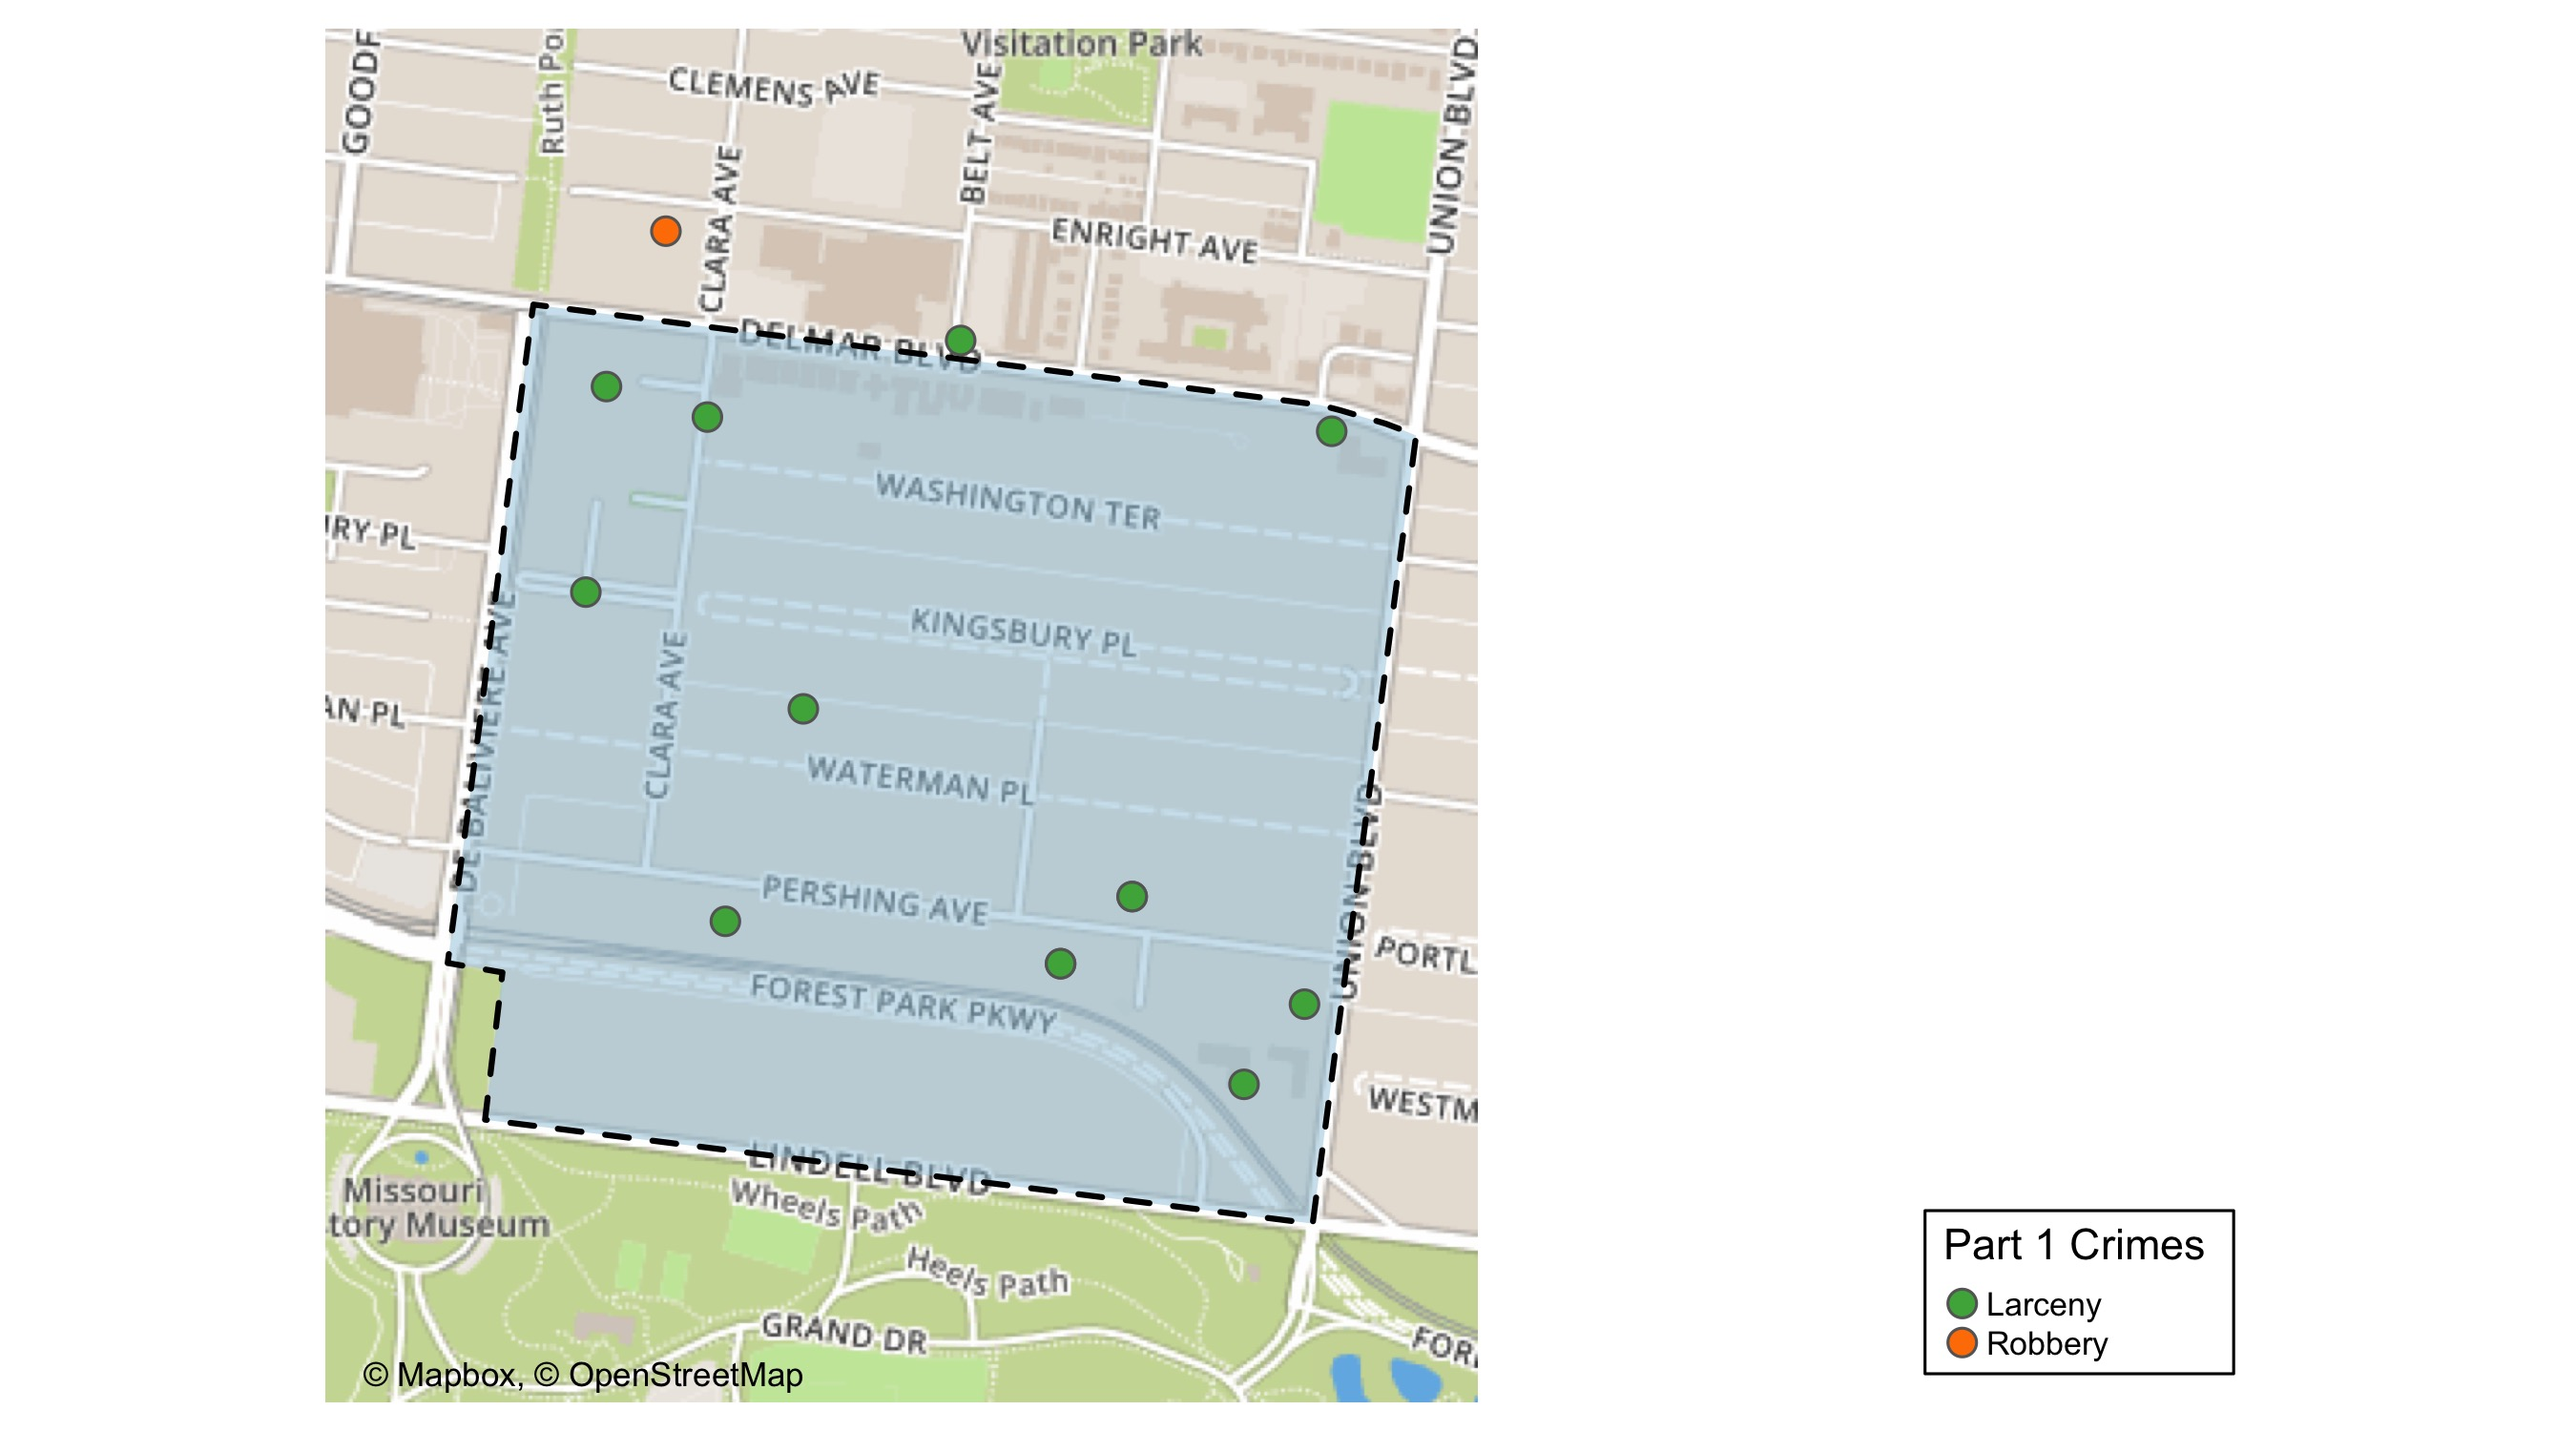 Visitation Park
GOODF
Ruth Po
CLEMENS AVE
BELT AVE
UNION BLVD
CLARA AVE
ENRIGHT AVE
DELMAR BLVD
WASHINGTON TER
RY PL
KINGSBURY PL
CLARA AVE
DE BALIVIERE AVE
AN PL
WATERMAN PL
UNION BLVD
PERSHING AVE
PORTL
FOREST PARK PKWY
WESTM
LINDELL BLVD
Missouri
tory Museum
Wheels Path
Heels Path
GRAND DR
FOR
© Mapbox, © OpenStreetMap
Part 1 Crimes
Larceny
Robbery